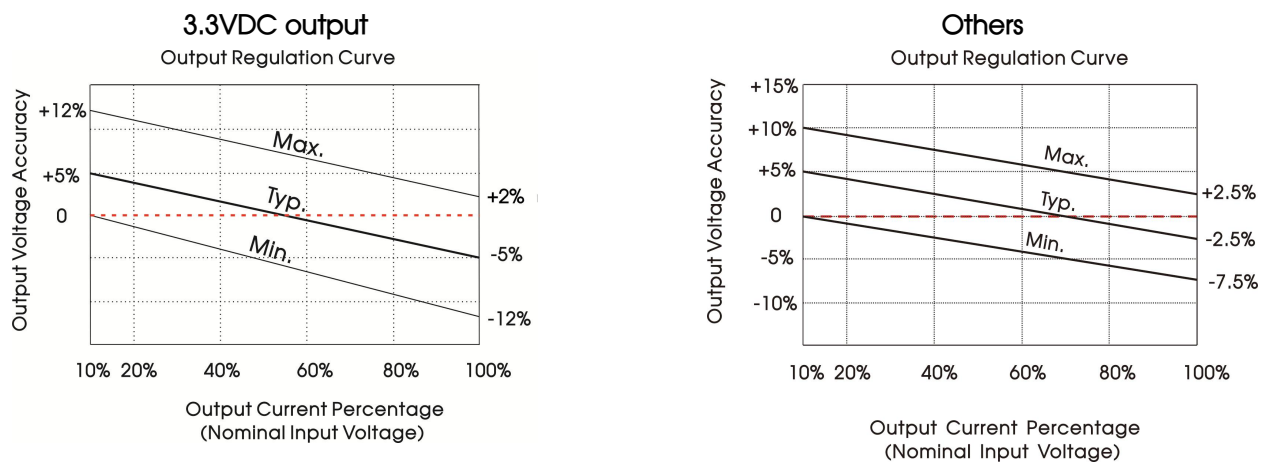 3.3VDC output
Output Regulation Curve
Output Voltage Accuracy
+12%
+5%
0
Max.
Typ.
Min.
+2%
-5%
-12%
10% 20% 40% 60% 80% 100%
Output Current Percentage
(Nominal Input Voltage)
Others
Output Regulation Curve
Output Voltage Accuracy
+15%
+10%
+5%
0
-5%
-10%
Max.
Typ.
Min.
+2.5%
-2.5%
-7.5%
10% 20% 40% 60% 80% 100%
Output Current Percentage
(Nominal Input Voltage)